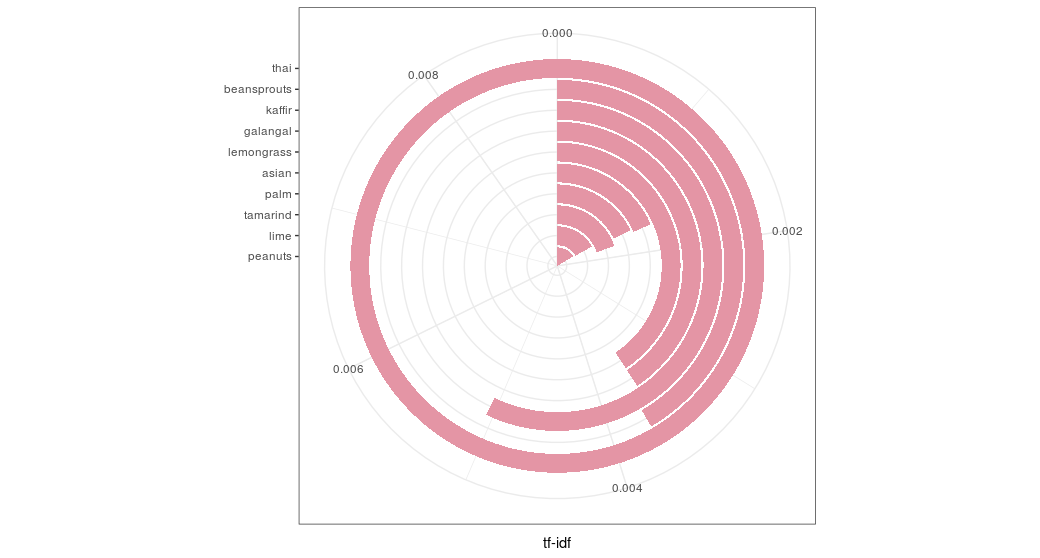 0.000
0.008
thai
beansprouts
kaffir
galangal
lemongrass
asian
palm
tamarind
0.002
lime
peanuts
0.006
0.004
tf-idf